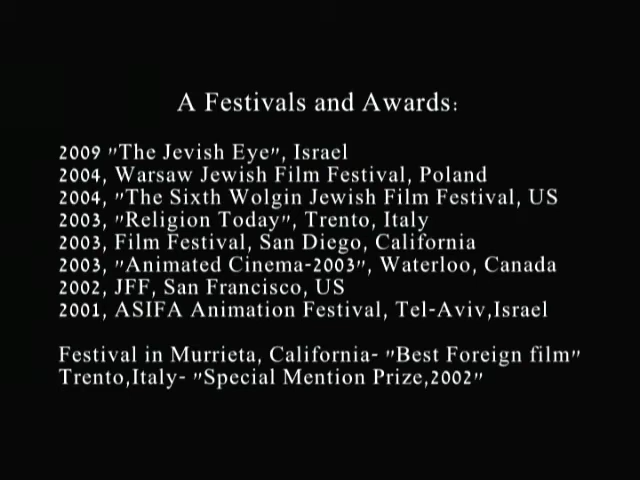 A Festivals and Awards:
2009 "The Jevish Eye", Israel
2004, Warsaw Jewish Film Festival, Poland
2004, "The Sixth Wolgin Jewish Film Festival, US
2003, "Religion Today", Trento, Italy
2003, Film Festival, San Diego, California
2003, "Animated Cinema-2003", Waterloo, Canada
2002, JFF, San Francisco, US
2001, ASIFA Animation Festival, Tel-Aviv,Israel
Festival in Murrieta, California- "Best Foreign film"
Trento,Italy- "Special Mention Prize,2002"